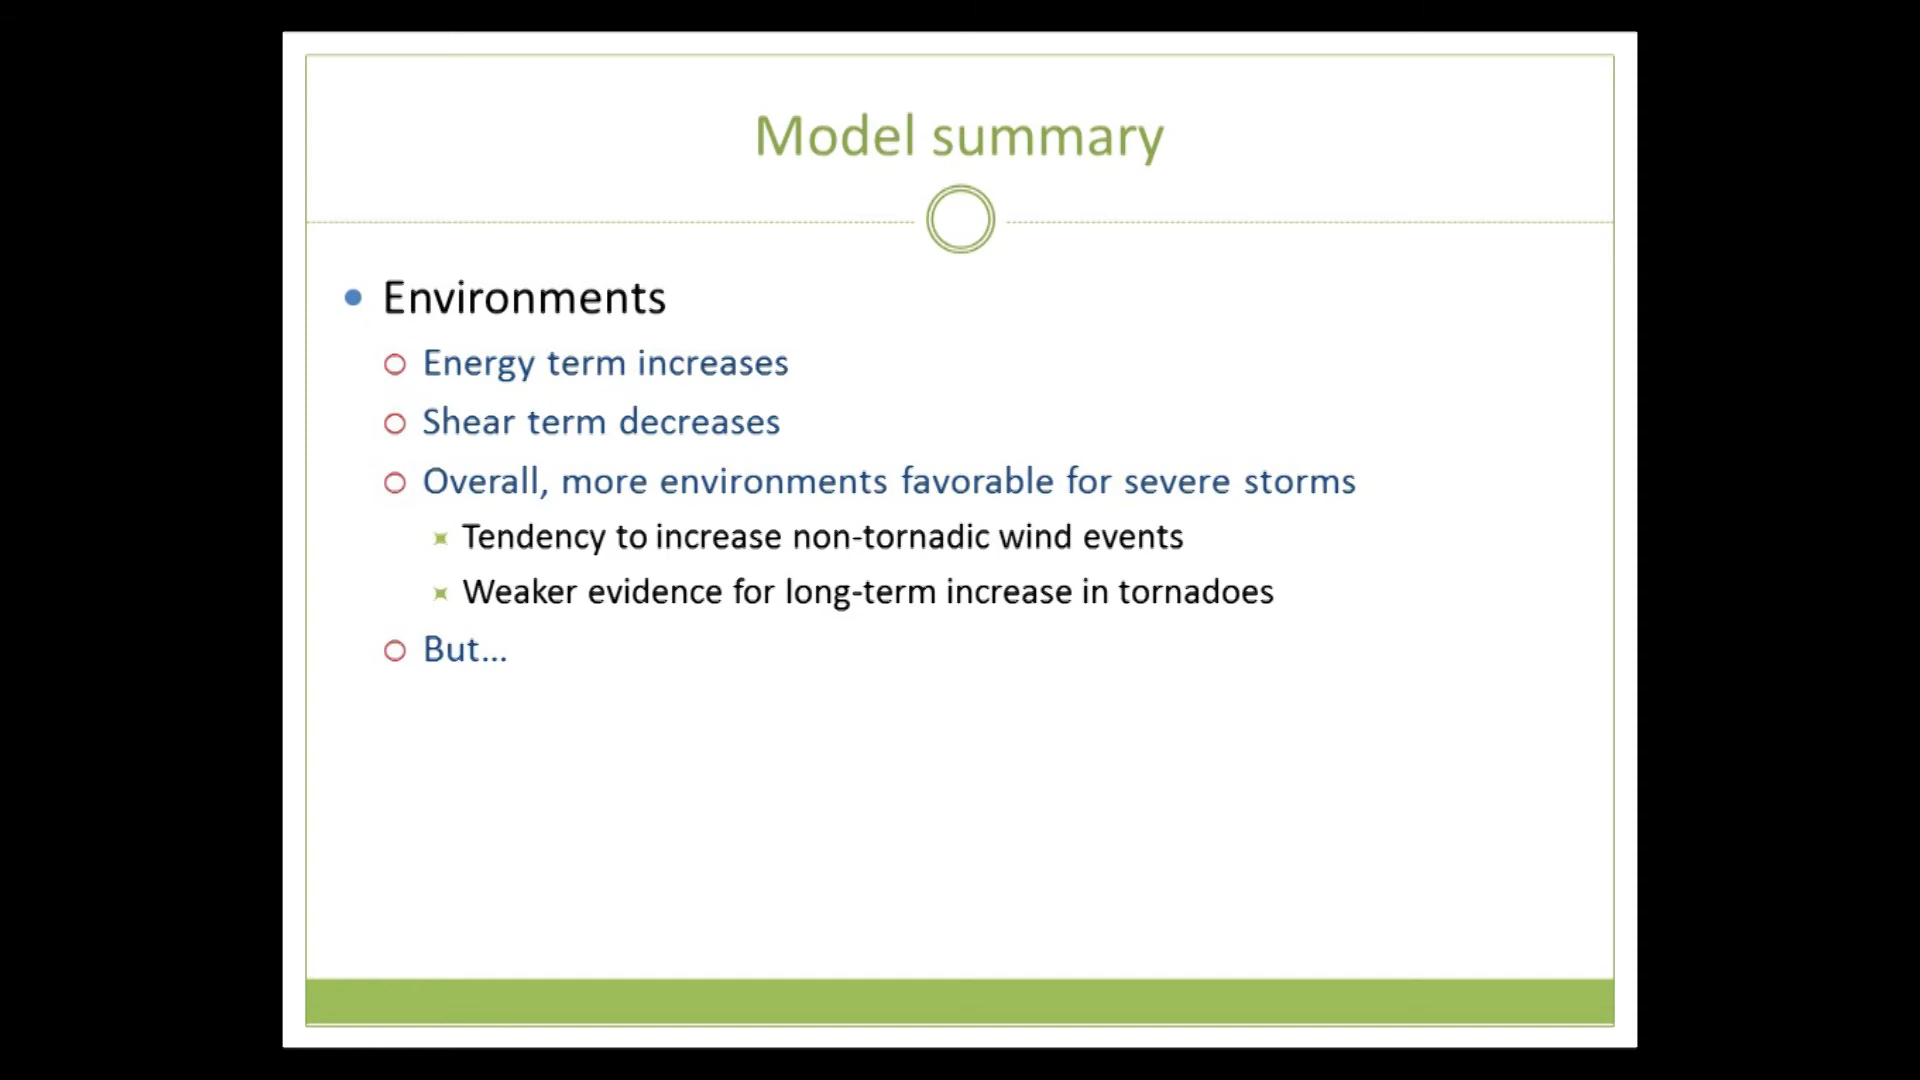 Model summary
Environments
Energy term increases
Shear term decreases
Overall, more environments favorable for severe storms
Tendency to increase non-tornadic wind events
Weaker evidence for long-term increase in tornadoes
But...